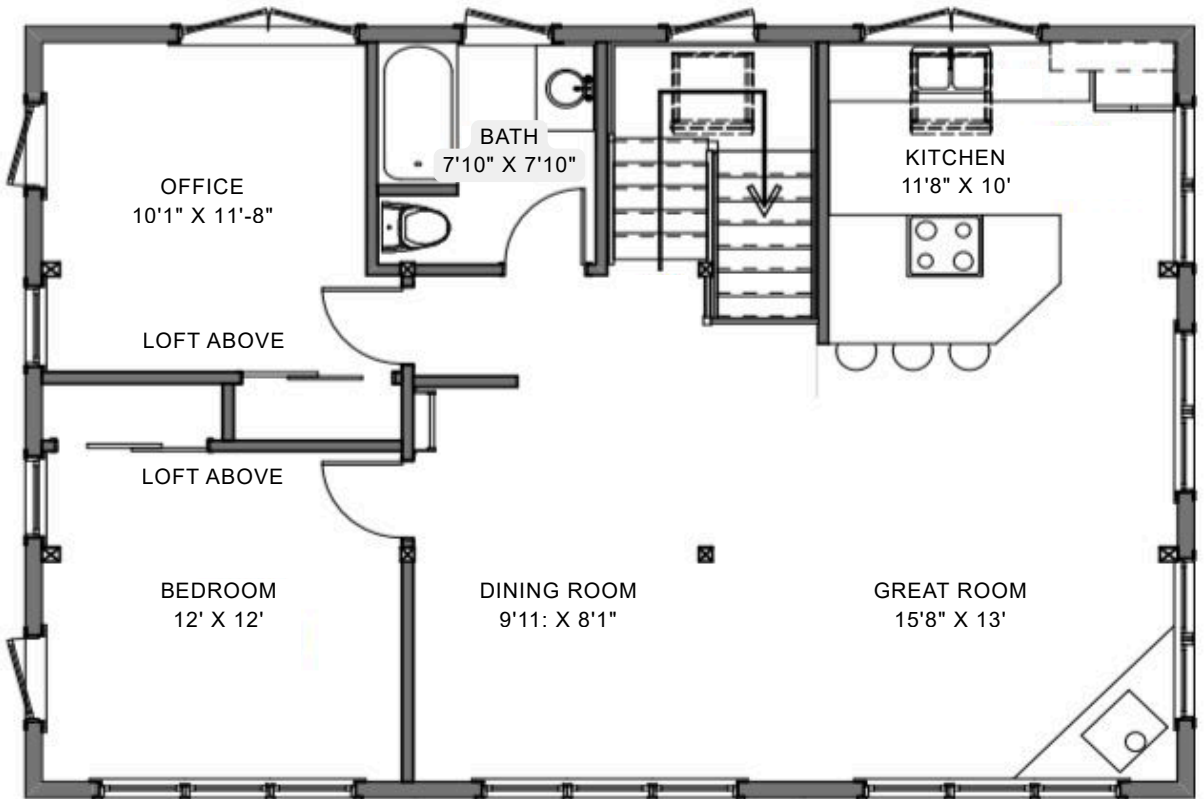 BATH
7'10" X 7'10"
KITCHEN
11'8" X 10'
OFFICE
10'1" X 11'-8"
LOFT ABOVE
LOFT ABOVE
BEDROOM
12' X 12'
DINING ROOM
9'11: X 8'1"
GREAT ROOM
15'8" X 13'